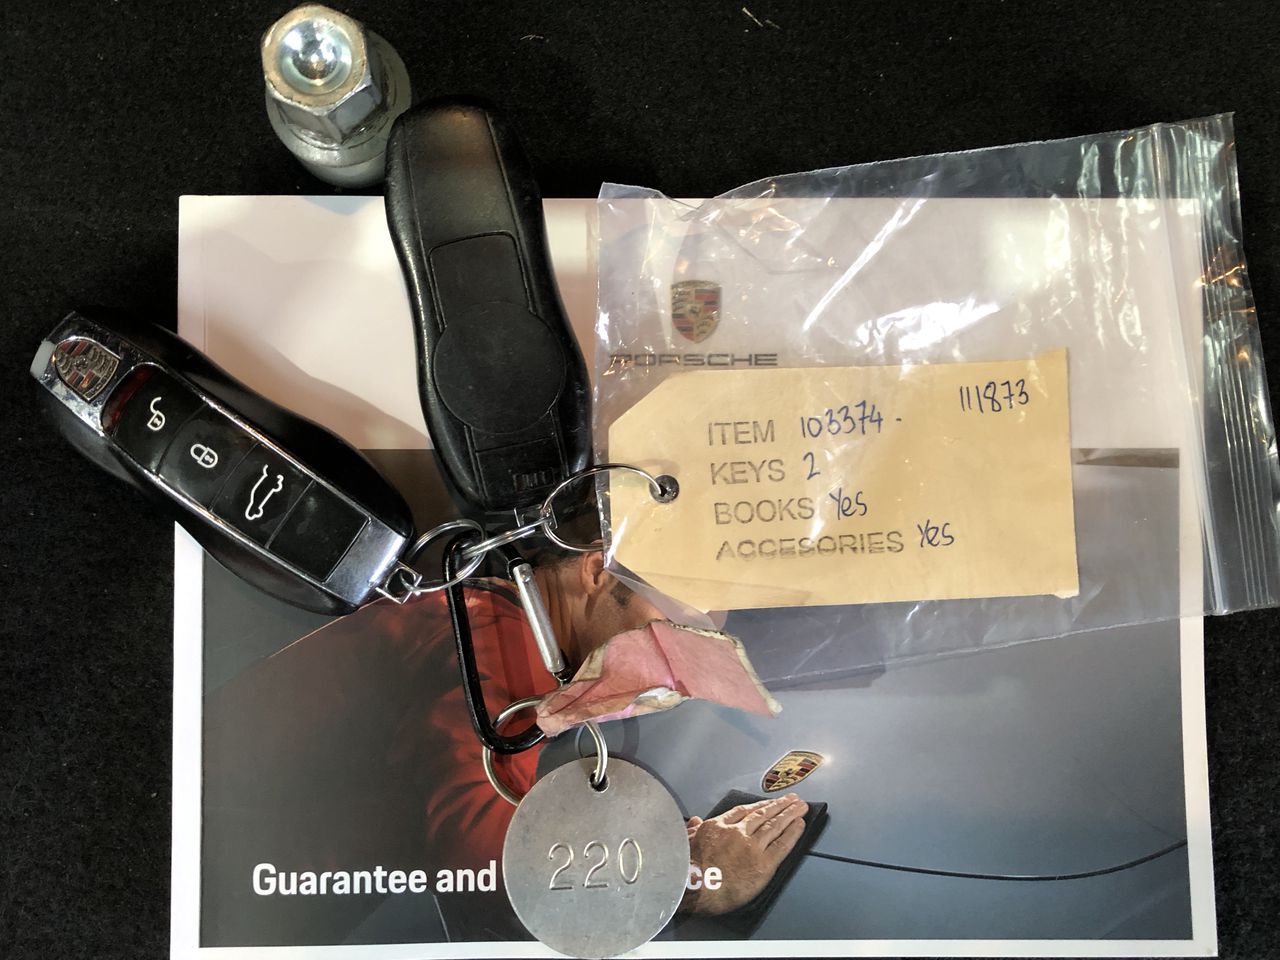 PORSCHE
ITEM 103374- 111873
KEYS 2
BOOKS Yes
ACCESORIES Yes
Guarantee and
ce
220